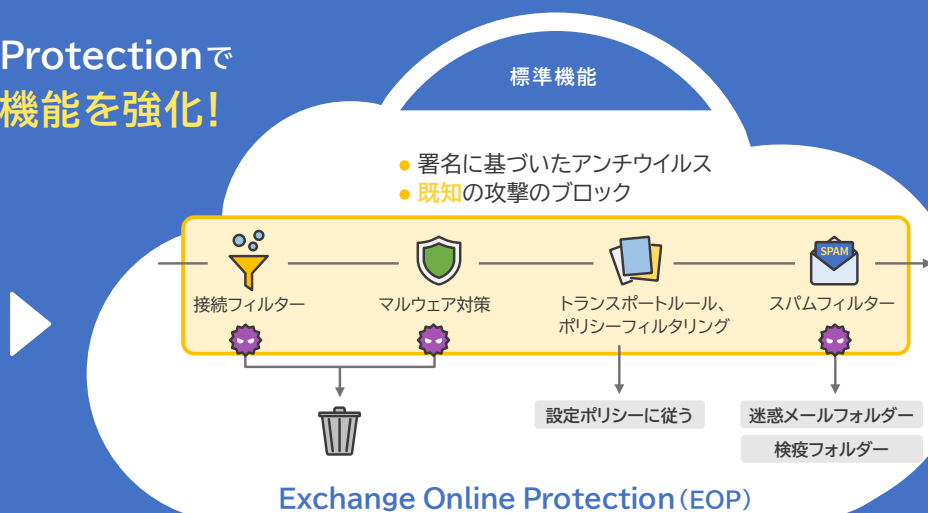 Protectionで
機能を強化!
標準機能
● 署名に基づいたアンチウイルス
● 既知の攻撃のブロック
SPAM
接続フィルター
マルウェア対策
トランスポートルール、
ポリシーフィルタリング
スパムフィルター
設定ポリシーに従う
迷惑メールフォルダー
検疫フォルダー
Exchange Online Protection(EOP)